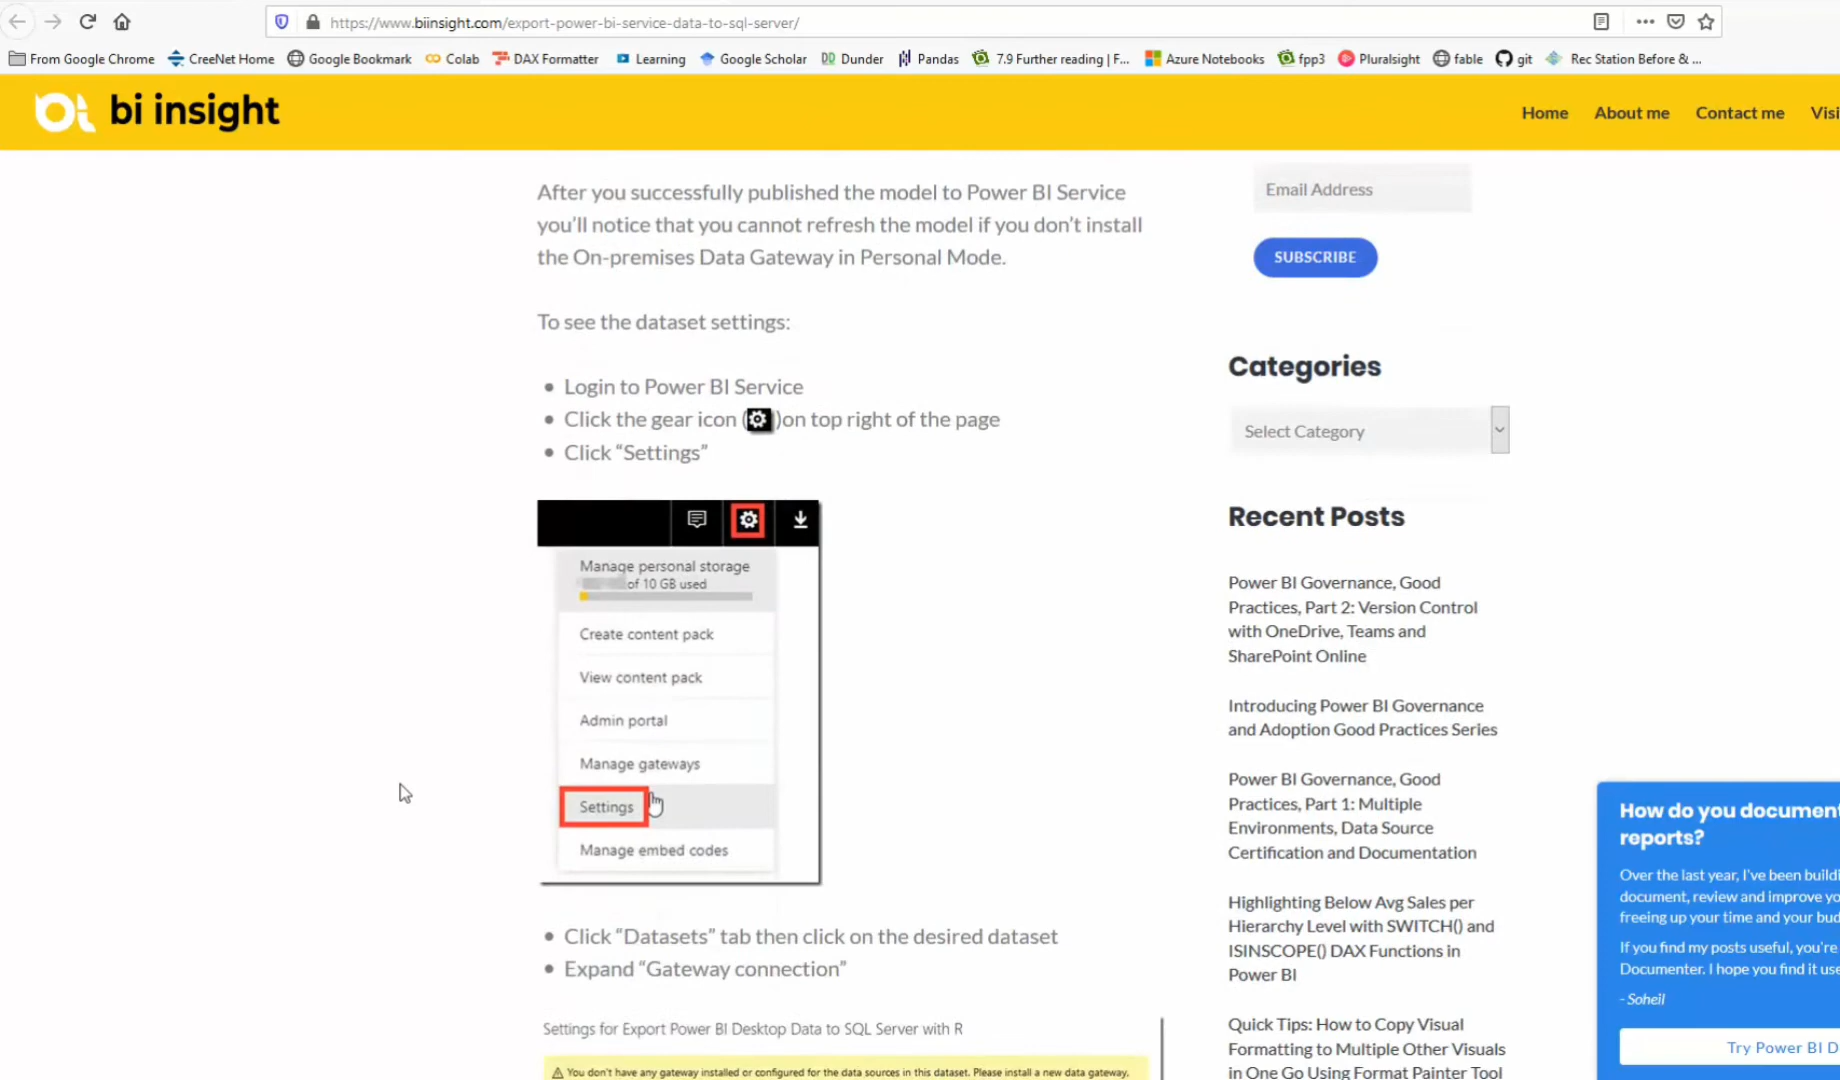 https://www.biinsight.com/export-power-bi-service-data-to-sql-server/
From Google Chrome
CreeNet Home
Google Bookmark
Colab
DAX Formatter
Learning
Google Scholar
Dunder
Pandas
7.9 Further reading | F...
Azure Notebooks
fpp3
Pluralsight
fable
git
Rec Station Before & ...
bi insight
Home
About me
Contact me
Visi
After you successfully published the model to Power BI Service
you’ll notice that you cannot refresh the model if you don’t install
the On-premises Data Gateway in Personal Mode.
To see the dataset settings:
Login to Power BI Service
Click the gear icon ( )on top right of the page
Click “Settings”
Manage personal storage
of 10 GB used
Create content pack
View content pack
Admin portal
Manage gateways
Settings
Manage embed codes
Click “Datasets” tab then click on the desired dataset
Expand “Gateway connection”
Settings for Export Power BI Desktop Data to SQL Server with R
You don't have any gateway installed or configured for the data sources in this dataset. Please install a new data gateway.
Email Address
SUBSCRIBE
Categories
Select Category
Recent Posts
Power BI Governance, Good
Practices, Part 2: Version Control
with OneDrive, Teams and
SharePoint Online
Introducing Power BI Governance
and Adoption Good Practices Series
Power BI Governance, Good
Practices, Part 1: Multiple
Environments, Data Source
Certification and Documentation
Highlighting Below Avg Sales per
Hierarchy Level with SWITCH() and
ISINSCOPE() DAX Functions in
Power BI
Quick Tips: How to Copy Visual
Formatting to Multiple Other Visuals
in One Go Using Format Painter Tool
How do you document
reports?
Over the last year, I've been buildi
document, review and improve yo
freeing up your time and your bud
If you find my posts useful, you're
Documenter. I hope you find it use
- Soheil
Try Power BI D